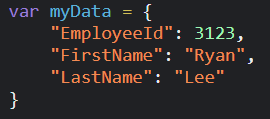 var myData = {
"EmployeeId": 3123,
"FirstName": "Ryan",
"LastName": "Lee"
}